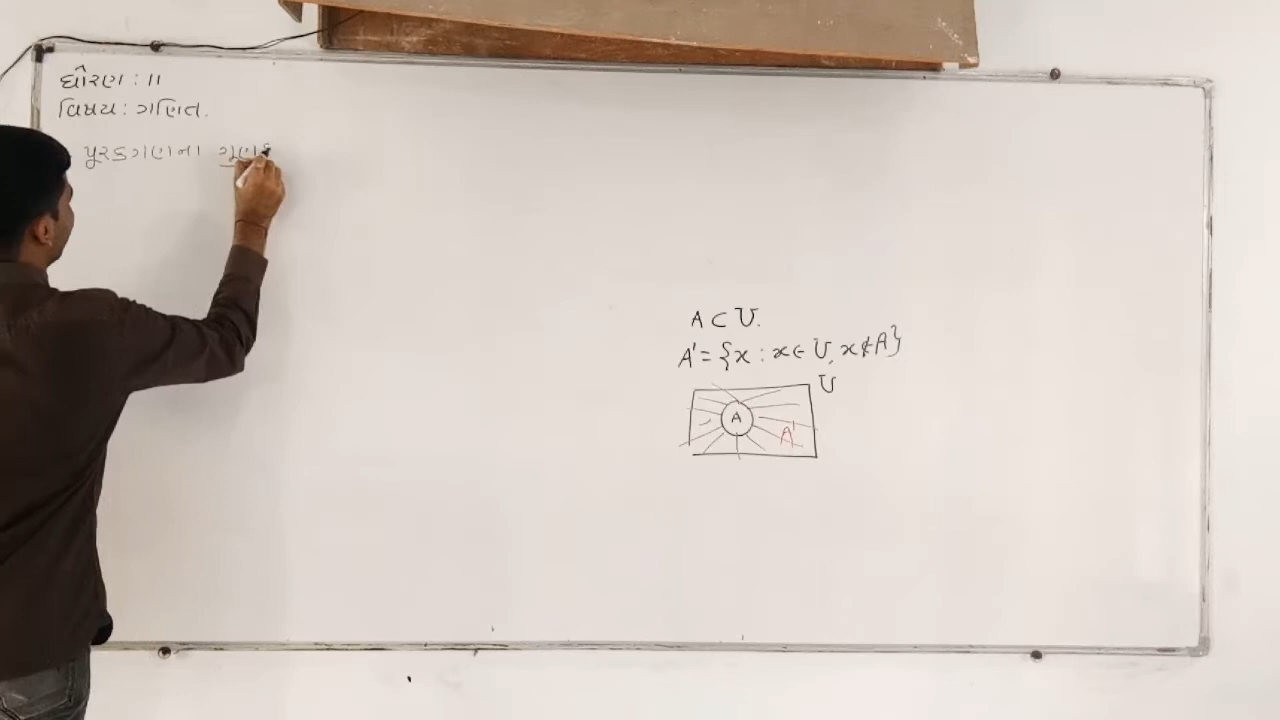 ધોરણ : 11
વિષય : ગણિત.
પૂરકગણના
A ⊂ U.
A' = {x : x ∈ U, x ∉ A}
U
A
A'